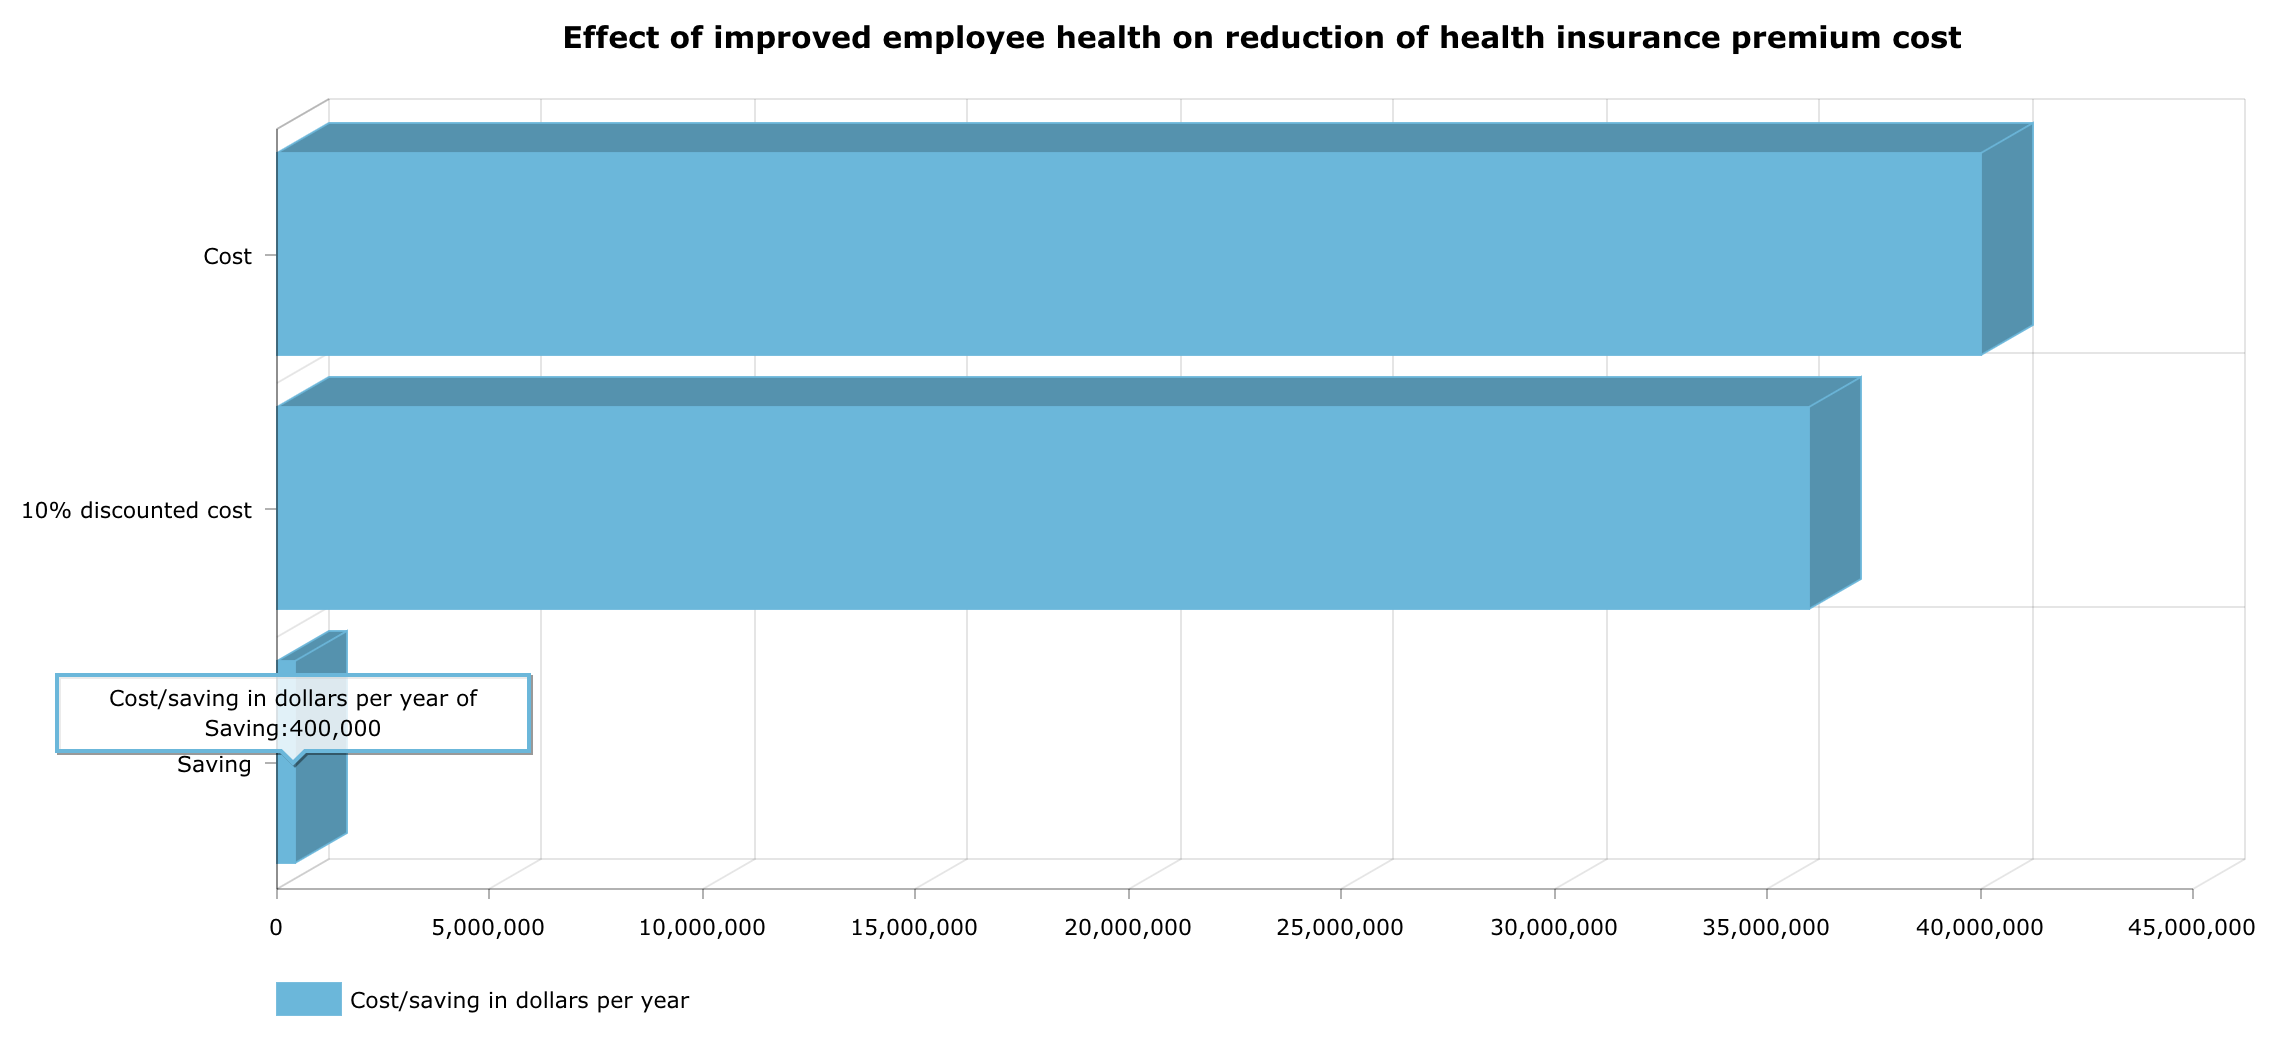 Effect of improved employee health on reduction of health insurance premium cost
Cost
10% discounted cost
Cost/saving in dollars per year of
Saving:400,000
Saving
0 5,000,000 10,000,000 15,000,000 20,000,000 25,000,000 30,000,000 35,000,000 40,000,000 45,000,000
Cost/saving in dollars per year